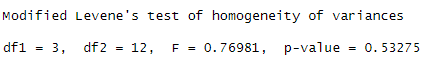 Modified Levene's test of homogeneity of variances
df1 = 3, df2 = 12, F = 0.76981, p-value = 0.53275